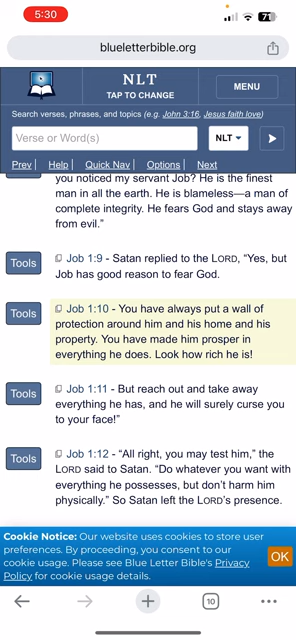 5:30
71
blueletterbible.org
NLT
TAP TO CHANGE
MENU
Search verses, phrases, and topics (e.g. John 3:16, Jesus faith love)
Verse or Word(s)
NLT
Prev | Help | Quick Nav | Options | Next
you noticed my servant Job? He is the finest
man in all the earth. He is blameless—a man of
complete integrity. He fears God and stays away
from evil.”
Tools
Job 1:9 - Satan replied to the LORD, “Yes, but
Job has good reason to fear God.
Tools
Job 1:10 - You have always put a wall of
protection around him and his home and his
property. You have made him prosper in
everything he does. Look how rich he is!
Tools
Job 1:11 - But reach out and take away
everything he has, and he will surely curse you
to your face!”
Tools
Job 1:12 - “All right, you may test him,” the
LORD said to Satan. “Do whatever you want with
everything he possesses, but don’t harm him
physically.” So Satan left the LORD’s presence.
Cookie Notice: Our website uses cookies to store user
preferences. By proceeding, you consent to our
cookie usage. Please see Blue Letter Bible's Privacy
Policy for cookie usage details.
OK
10